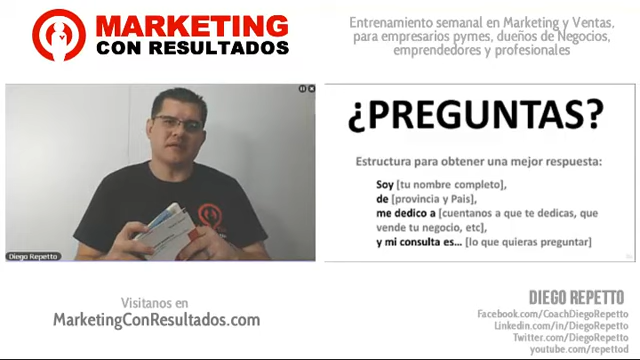 MARKETING
CON RESULTADOS
Entrenamiento semanal en Marketing y Ventas,
para empresarios pymes, dueños de Negocios,
emprendedores y profesionales
¿PREGUNTAS?
Estructura para obtener una mejor respuesta:
Soy [tu nombre completo],
de [provincia y Pais],
me dedico a [cuentanos a que te dedicas, que
vende tu negocio, etc],
y mi consulta es... [lo que quieras preguntar]
Diego Repetto
Visitanos en
MarketingConResultados.com
DIEGO REPETTO
Facebook.com/CoachDiegoRepetto
Linkedin.com/in/DiegoRepetto
Twitter.com/DiegoRepetto
youtube.com/repettod